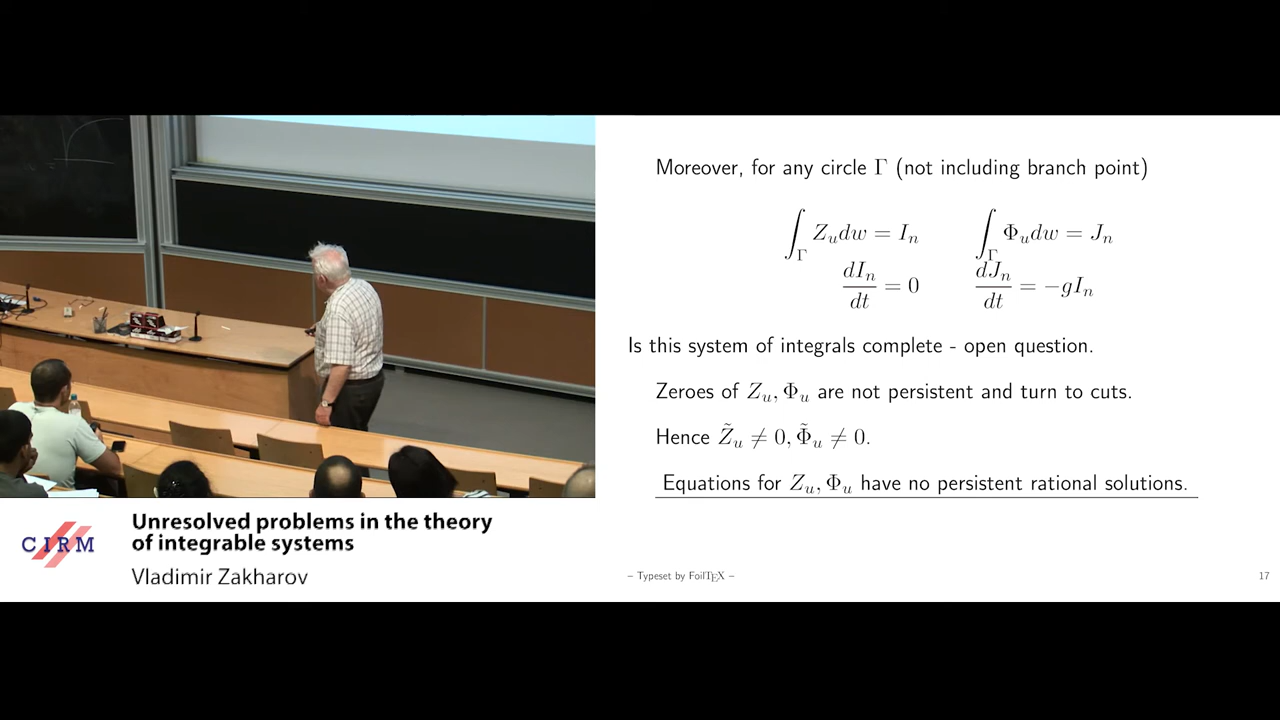 Moreover, for any circle Γ (not including branch point)
∫_Γ Z_u dw = I_n    ∫_Γ Φ_u dw = J_n
dI_n/dt = 0    dJ_n/dt = −gI_n
Is this system of integrals complete - open question.
Zeroes of Z_u, Φ_u are not persistent and turn to cuts.
Hence Z̃_u ≠ 0, Φ̃_u ≠ 0.
Equations for Z_u, Φ_u have no persistent rational solutions.
– Typeset by FoilTEX –
17
CIRM
Unresolved problems in the theory
of integrable systems
Vladimir Zakharov